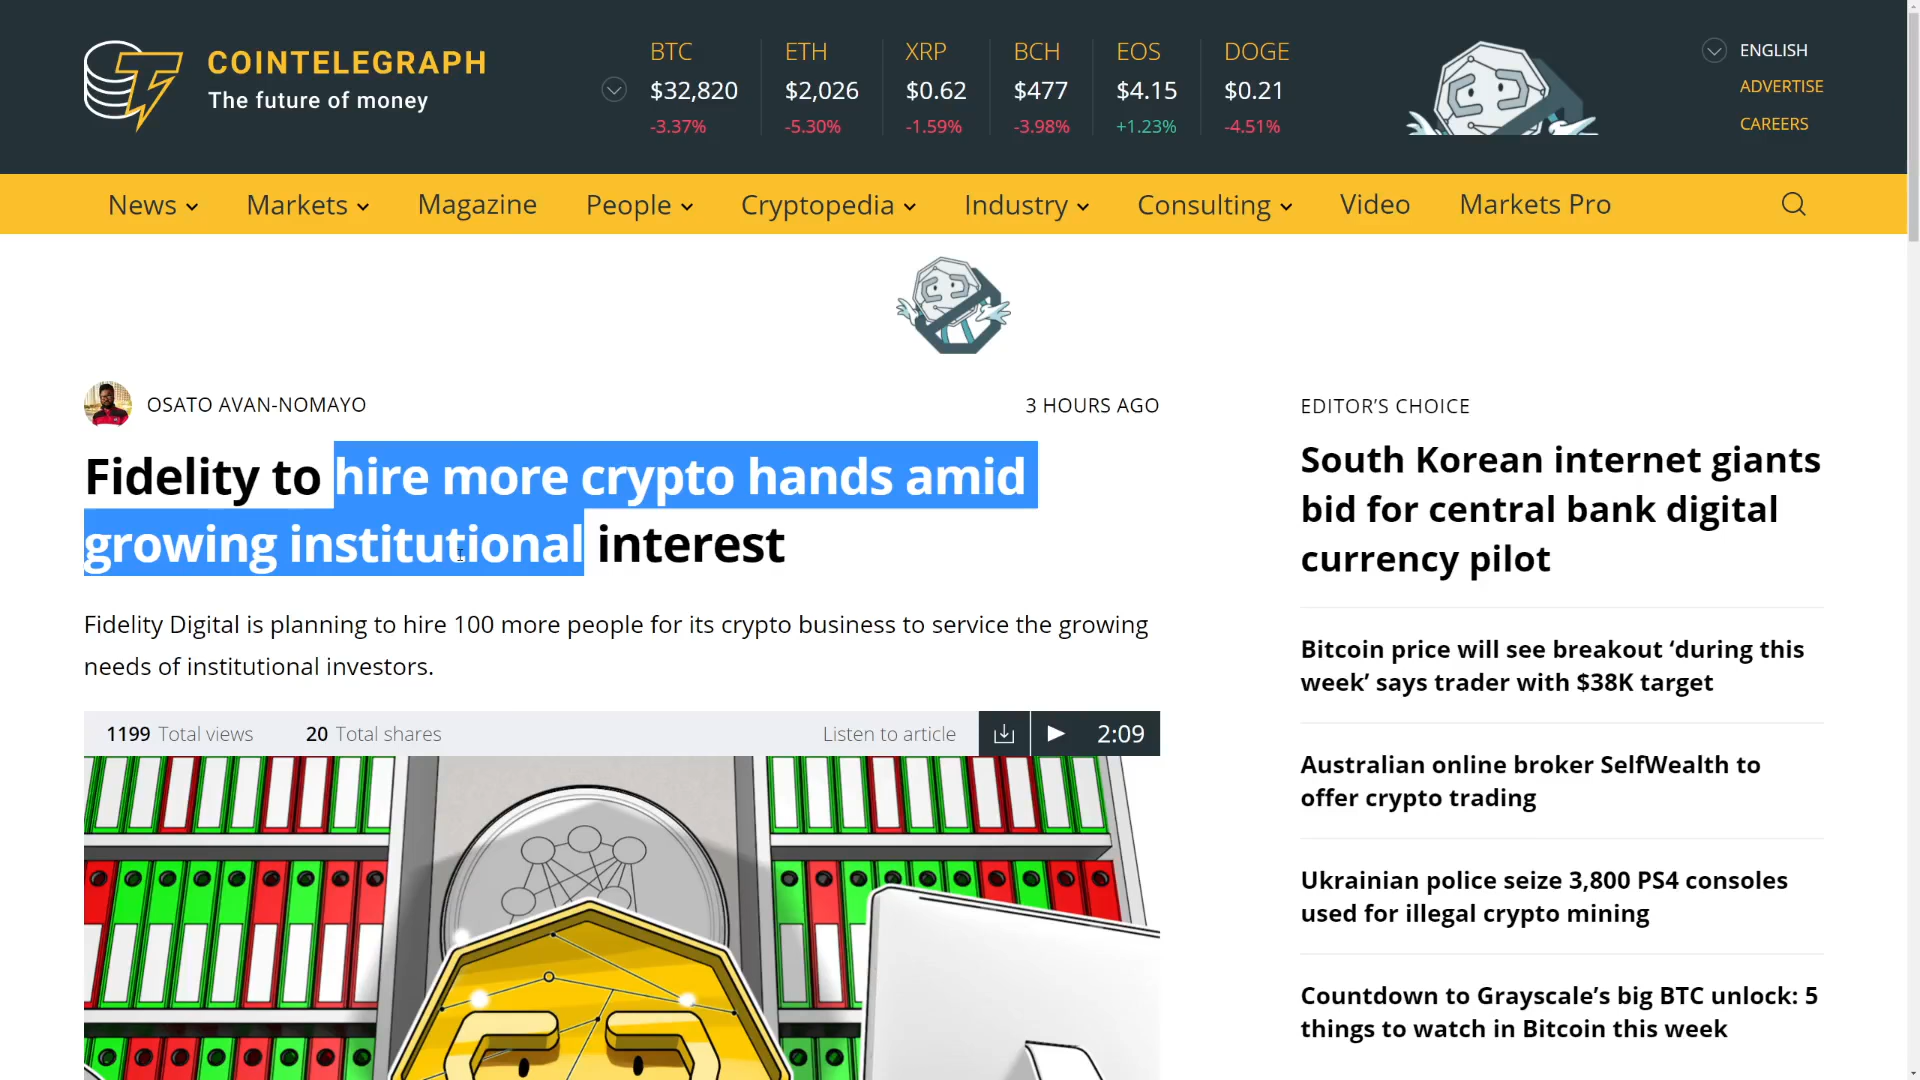 COINTELEGRAPH
The future of money
BTC
$32,820
-3.37%
ETH
$2,026
-5.30%
XRP
$0.62
-1.59%
BCH
$477
-3.98%
EOS
$4.15
+1.23%
DOGE
$0.21
-4.51%
ENGLISH
ADVERTISE
CAREERS
News Markets Magazine People Cryptopedia Industry Consulting Video Markets Pro
OSATO AVAN-NOMAYO
3 HOURS AGO
Fidelity to hire more crypto hands amid
growing institutional interest
Fidelity Digital is planning to hire 100 more people for its crypto business to service the growing
needs of institutional investors.
1199 Total views 20 Total shares Listen to article 2:09
EDITOR’S CHOICE
South Korean internet giants
bid for central bank digital
currency pilot
Bitcoin price will see breakout ‘during this
week’ says trader with $38K target
Australian online broker SelfWealth to
offer crypto trading
Ukrainian police seize 3,800 PS4 consoles
used for illegal crypto mining
Countdown to Grayscale’s big BTC unlock: 5
things to watch in Bitcoin this week